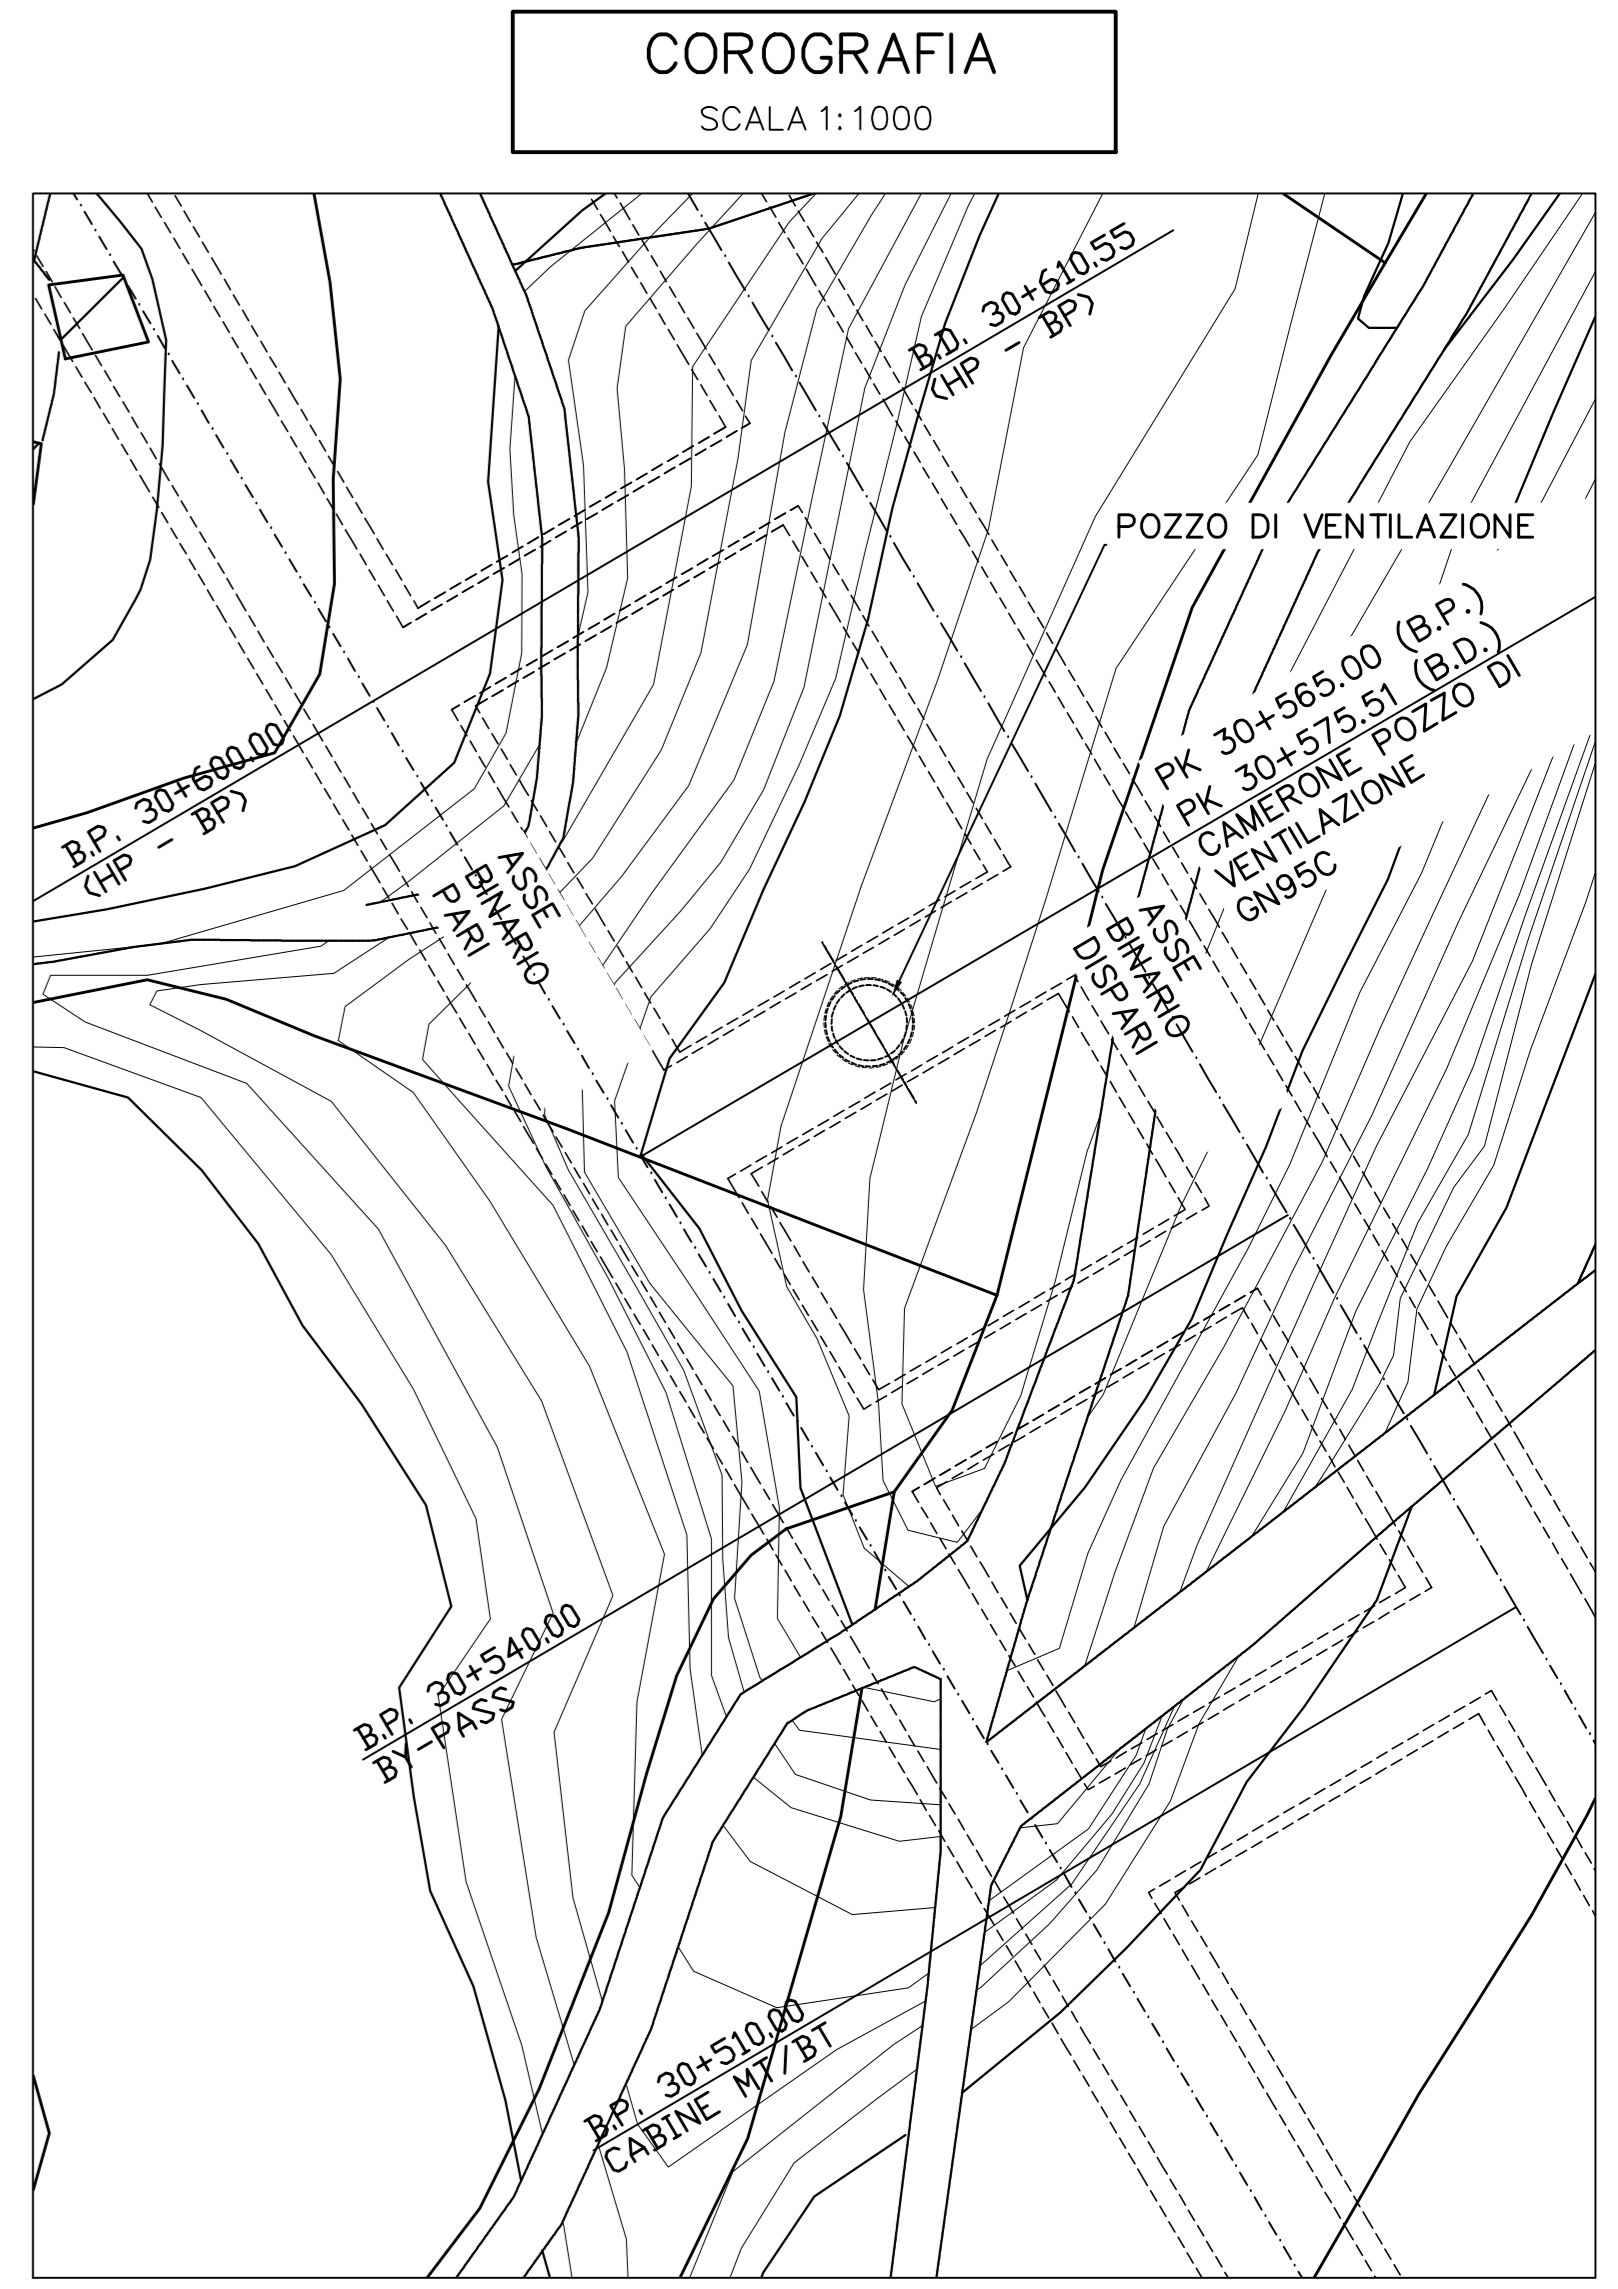 COROGRAFIA
SCALA 1:1000
B.D. 30+610.55
(HP - BP)
POZZO DI VENTILAZIONE
PK 30+565.00 (B.P.)
PK 30+575.51 (B.D.)
CAMERONE POZZO DI
VENTILAZIONE
GN95C
B.P. 30+600.00
(HP - BP)
ASSE
BINARIO
PARI
ASSE
BINARIO
DISPARI
B.P. 30+540.00
BY-PASS
B.P. 30+510.00
CABINE MT/BT